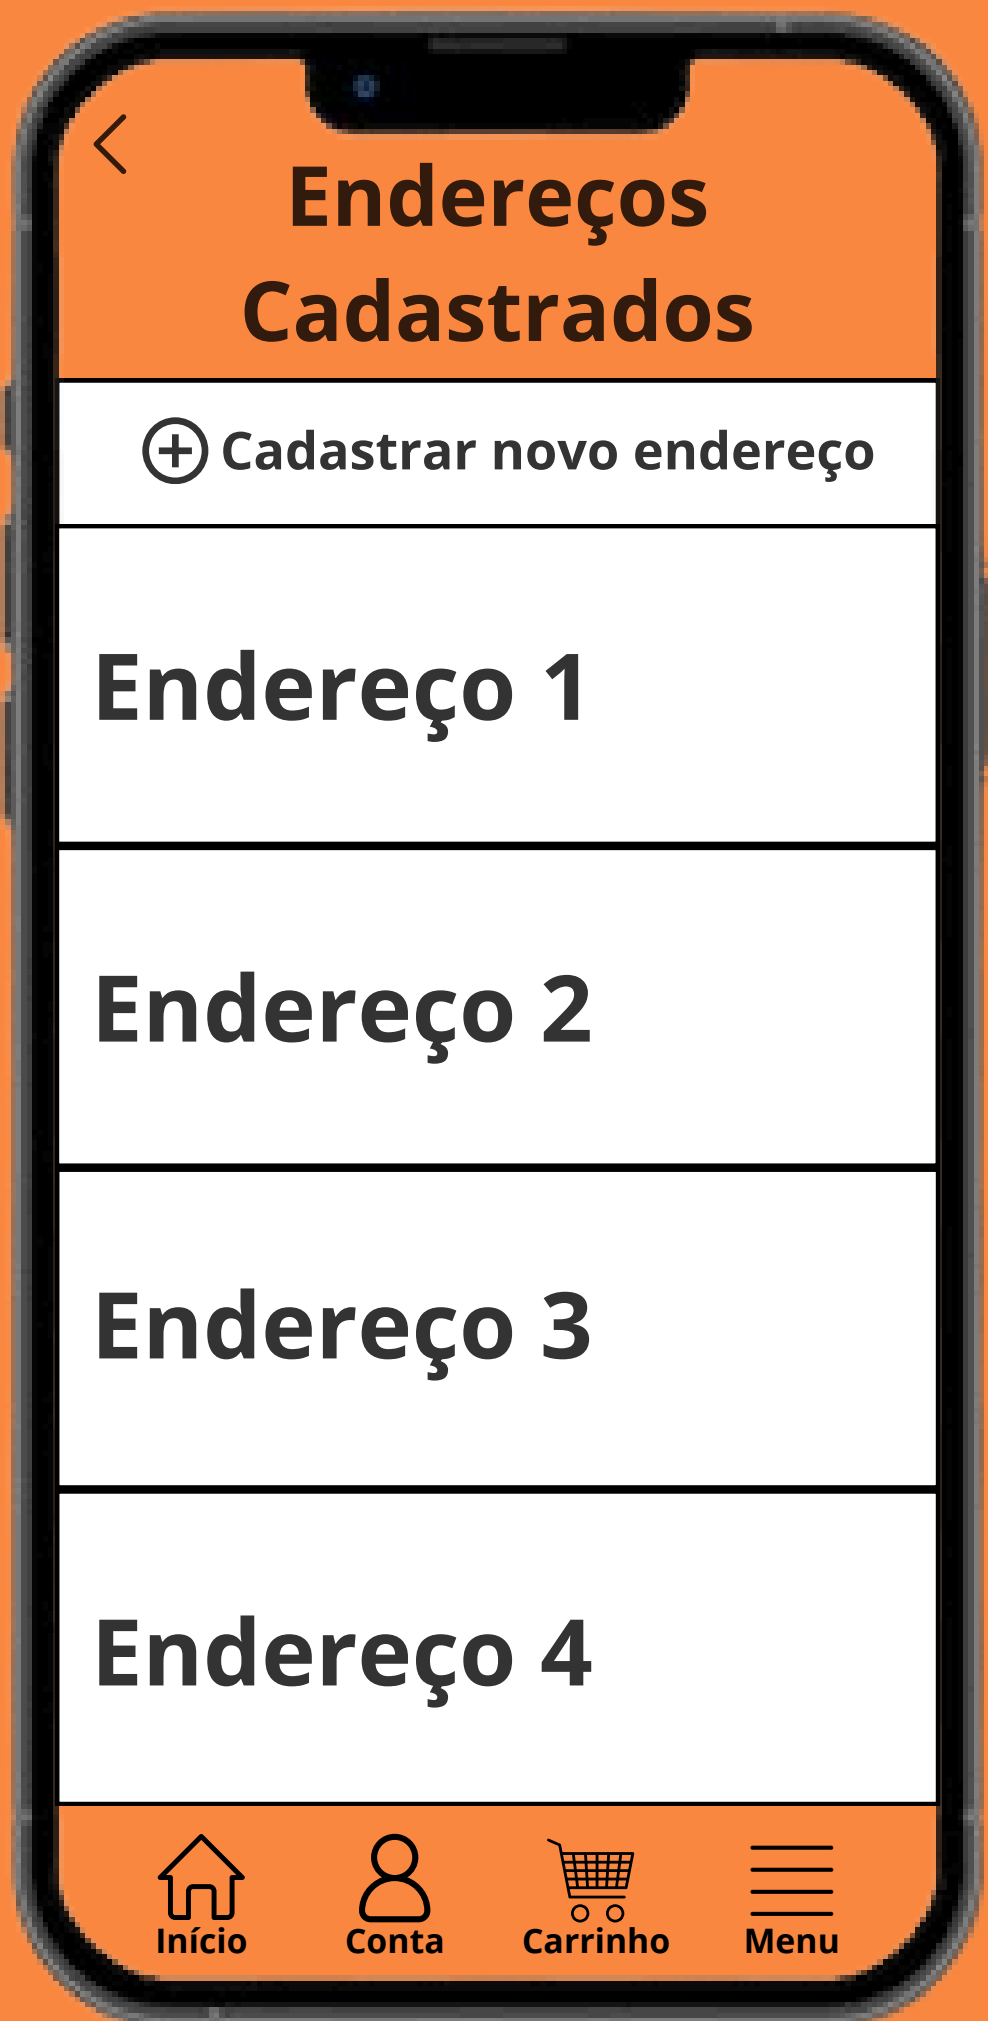 Endereços
Cadastrados
Cadastrar novo endereço
Endereço 1
Endereço 2
Endereço 3
Endereço 4
Início Conta Carrinho Menu